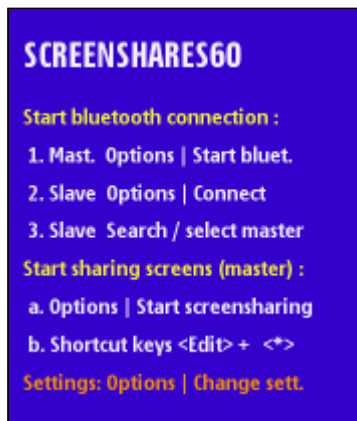 SCREENSHARES60
Start bluetooth connection :
1. Mast. Options | Start bluet.
2. Slave Options | Connect
3. Slave Search / select master
Start sharing screens (master) :
a. Options | Start screensharing
b. Shortcut keys <Edit> + <*>
Settings: Options | Change sett.